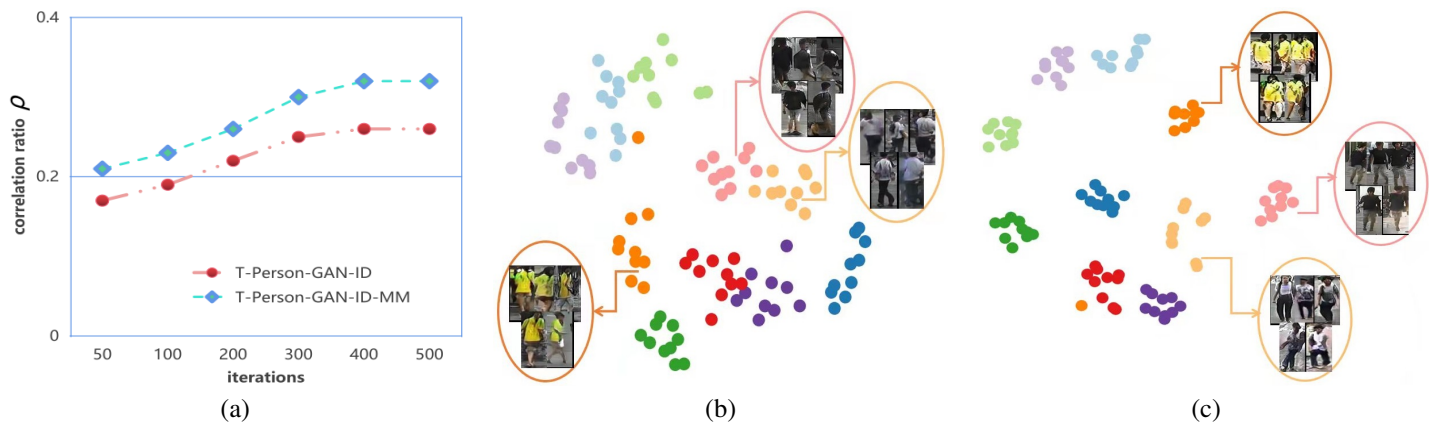 0.4
0.2
0
correlation ratio ρ
T-Person-GAN-ID
T-Person-GAN-ID-MM
50 100 200 300 400 500
iterations
(a) (b) (c)